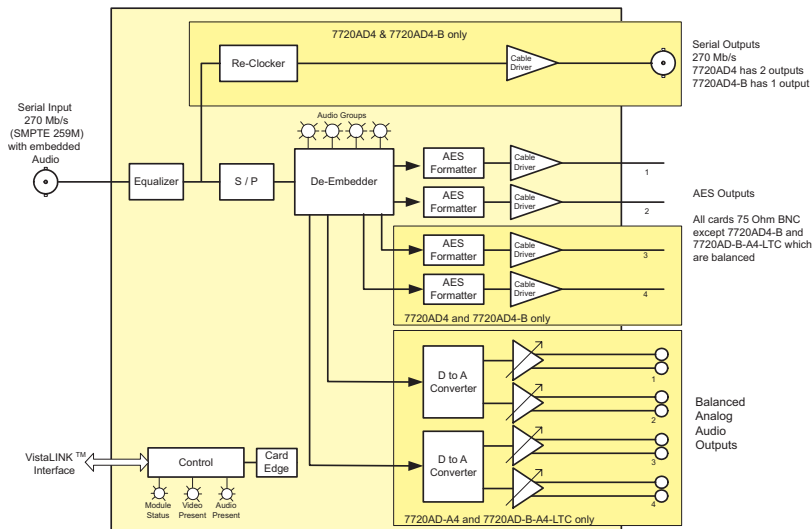 7720AD4 & 7720AD4-B only
Re-Clocker
Cable
Driver
Serial Outputs
270 Mb/s
7720AD4 has 2 outputs
7720AD4-B has 1 output
Serial Input
270 Mb/s
(SMPTE 259M)
with embedded
Audio
Audio Groups
Equalizer
S / P
De-Embedder
AES
Formatter
Cable
Driver
1
AES
Formatter
Cable
Driver
2
AES Outputs
All cards 75 Ohm BNC
except 7720AD4-B and
7720AD-B-A4-LTC which
are balanced
AES
Formatter
Cable
Driver
3
AES
Formatter
Cable
Driver
4
7720AD4 and 7720AD4-B only
D to A
Converter
1
2
D to A
Converter
3
4
Balanced
Analog
Audio
Outputs
7720AD-A4 and 7720AD-B-A4-LTC only
VistaLINK ™
Interface
Control
Card
Edge
Module
Status
Video
Present
Audio
Present